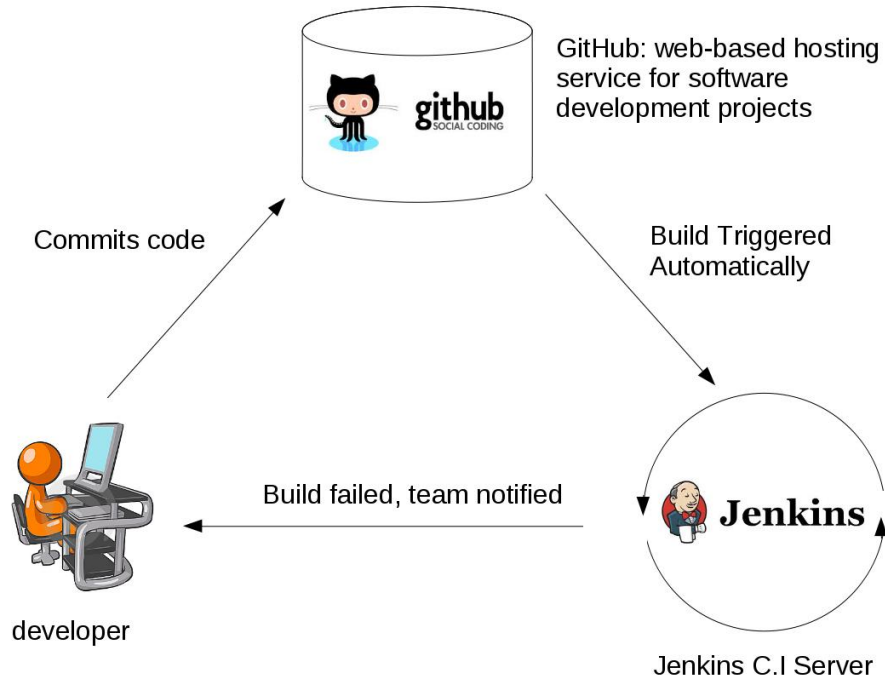 GitHub: web-based hosting
service for software
development projects
github
SOCIAL CODING
Commits code
Build Triggered
Automatically
Build failed, team notified
Jenkins
developer
Jenkins C.I Server